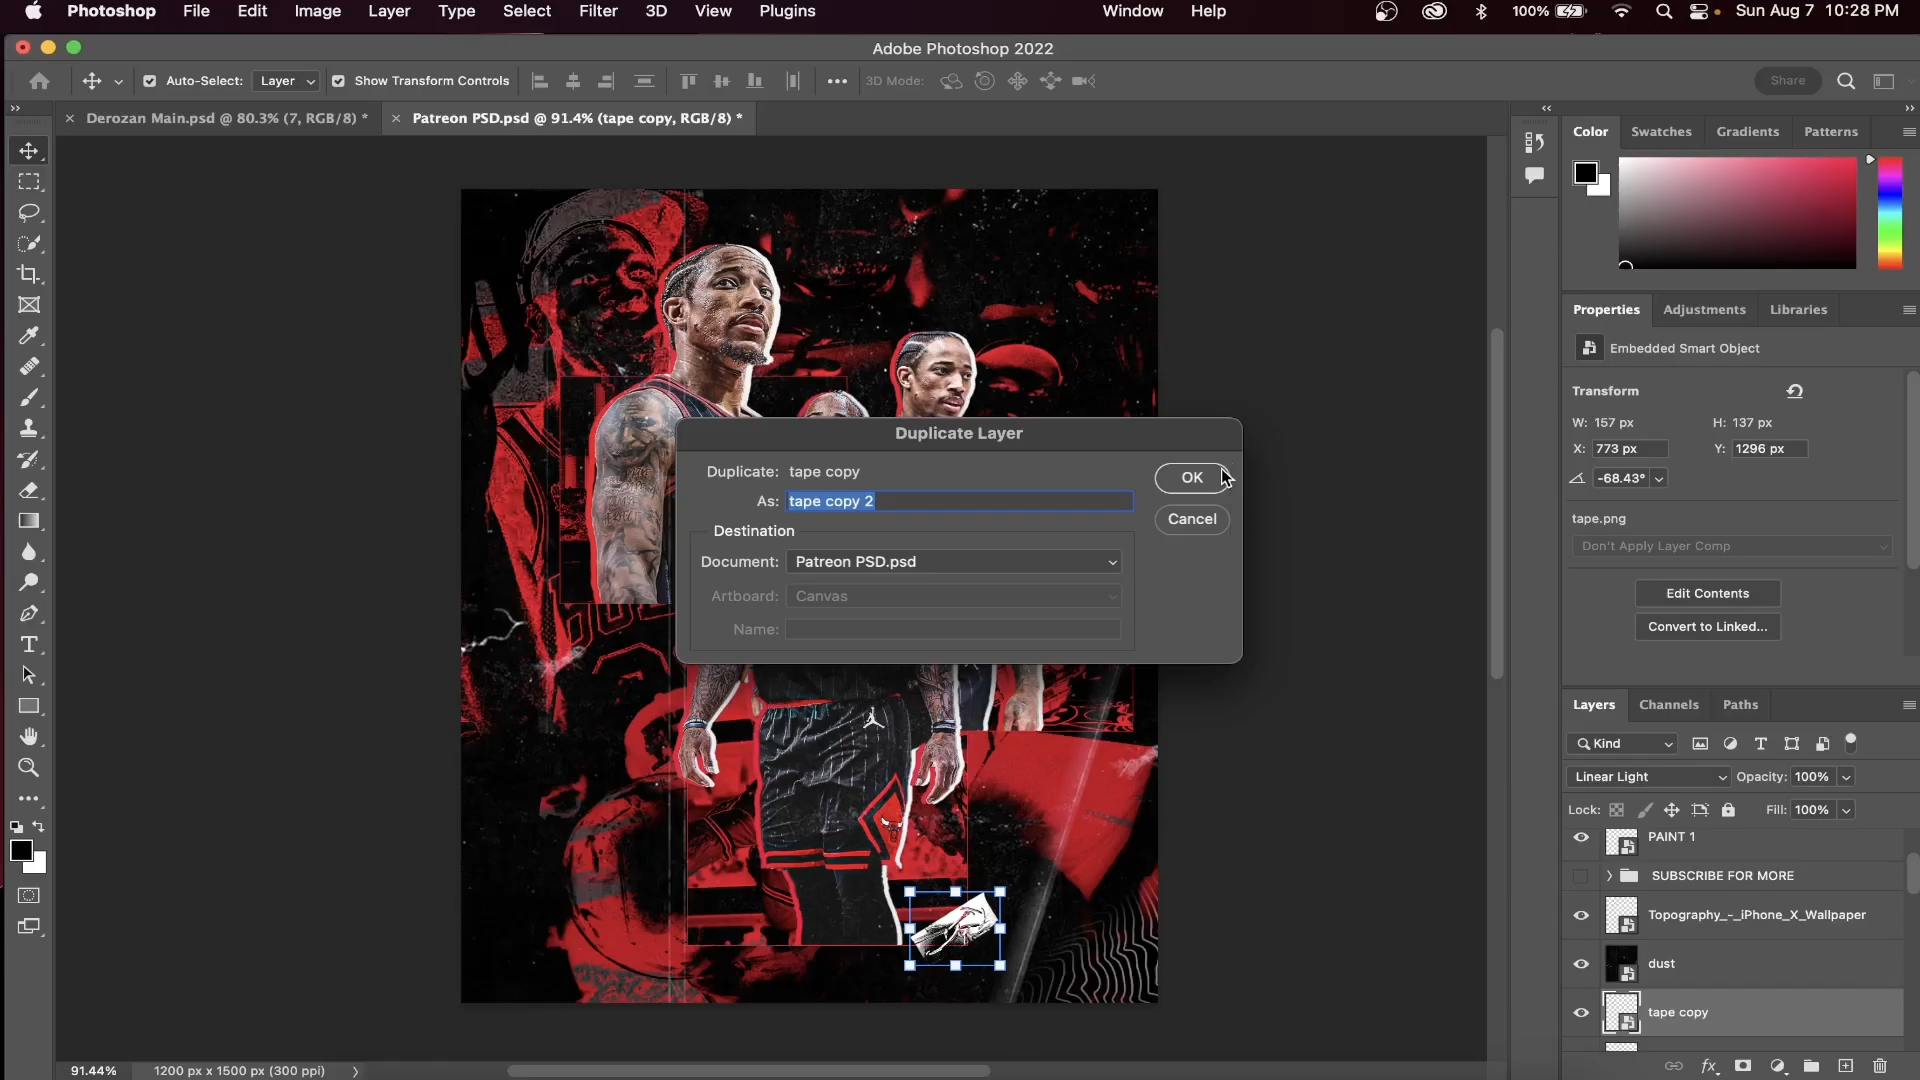 Photoshop File Edit Image Layer Type Select Filter 3D View Plugins Window Help 100% Sun Aug 7 10:28 PM
Adobe Photoshop 2022
Auto-Select: Layer Show Transform Controls 3D Mode: Share
Derozan Main.psd @ 80.3% (7, RGB/8) * Patreon PSD.psd @ 91.4% (tape copy, RGB/8) *
Color Swatches Gradients Patterns
Properties Adjustments Libraries
Embedded Smart Object
Transform
W: 157 px H: 137 px
X: 773 px Y: 1296 px
-68.43°
tape.png
Don't Apply Layer Comp
Edit Contents
Convert to Linked...
Duplicate Layer
Duplicate: tape copy
As: tape copy 2
OK
Cancel
Destination
Document: Patreon PSD.psd
Artboard: Canvas
Name:
Layers Channels Paths
Kind
Linear Light Opacity: 100%
Lock: Fill: 100%
PAINT 1
SUBSCRIBE FOR MORE
Topography_-_iPhone_X_Wallpaper
dust
tape copy
91.44% 1200 px x 1500 px (300 ppi)